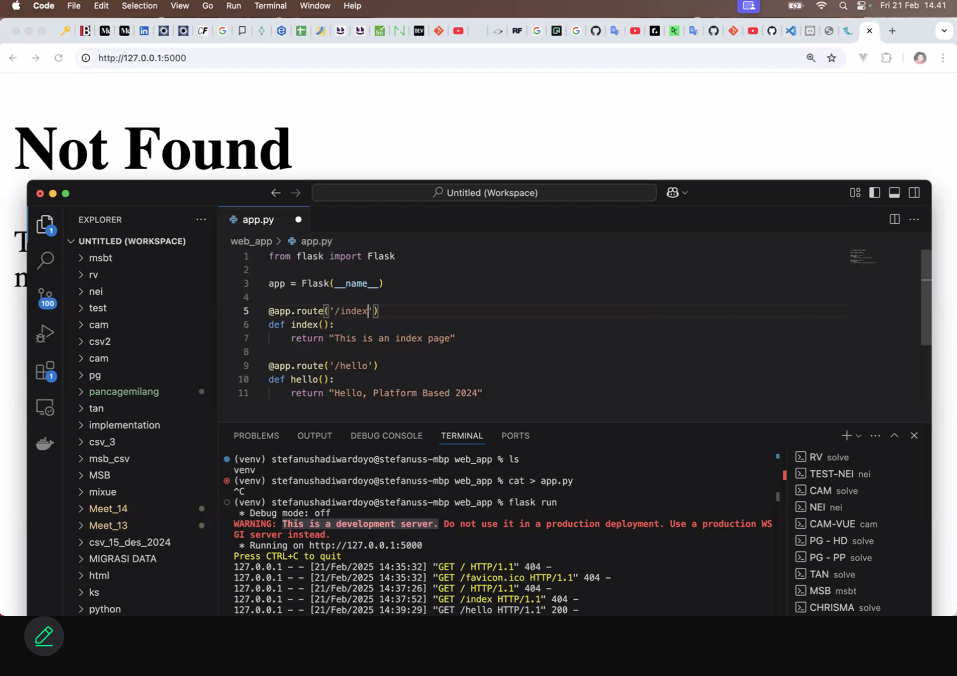 Code File Edit Selection View Go Run Terminal Window Help Fri 21 Feb 14.41
http://127.0.0.1:5000
Not Found
Untitled (Workspace)
EXPLORER
UNTITLED (WORKSPACE)
msbt
rv
nei
test
cam
csv2
cam
pg
pancagemilang
tan
implementation
csv_3
msb_csv
MSB
mixue
Meet_14
Meet_13
csv_15_des_2024
MIGRASI DATA
html
ks
python
1
100
1
app.py
web_app > app.py
1 from flask import Flask
2
3 app = Flask(__name__)
4
5 @app.route('/index')
6 def index():
7 return "This is an index page"
8
9 @app.route('/hello')
10 def hello():
11 return "Hello, Platform Based 2024"
PROBLEMS OUTPUT DEBUG CONSOLE TERMINAL PORTS
(venv) stefanushadiwardoyo@stefanuss-mbp web_app % ls
venv
(venv) stefanushadiwardoyo@stefanuss-mbp web_app % cat > app.py
^C
(venv) stefanushadiwardoyo@stefanuss-mbp web_app % flask run
* Debug mode: off
WARNING: This is a development server. Do not use it in a production deployment. Use a production WS
GI server instead.
* Running on http://127.0.0.1:5000
Press CTRL+C to quit
127.0.0.1 - - [21/Feb/2025 14:35:32] "GET / HTTP/1.1" 404 -
127.0.0.1 - - [21/Feb/2025 14:35:32] "GET /favicon.ico HTTP/1.1" 404 -
127.0.0.1 - - [21/Feb/2025 14:37:26] "GET / HTTP/1.1" 404 -
127.0.0.1 - - [21/Feb/2025 14:37:52] "GET /index HTTP/1.1" 404 -
127.0.0.1 - - [21/Feb/2025 14:39:29] "GET /hello HTTP/1.1" 200 -
RV solve
TEST-NEI nei
CAM solve
NEI nei
CAM-VUE cam
PG - HD solve
PG - PP solve
TAN solve
MSB msbt
CHRISMA solve